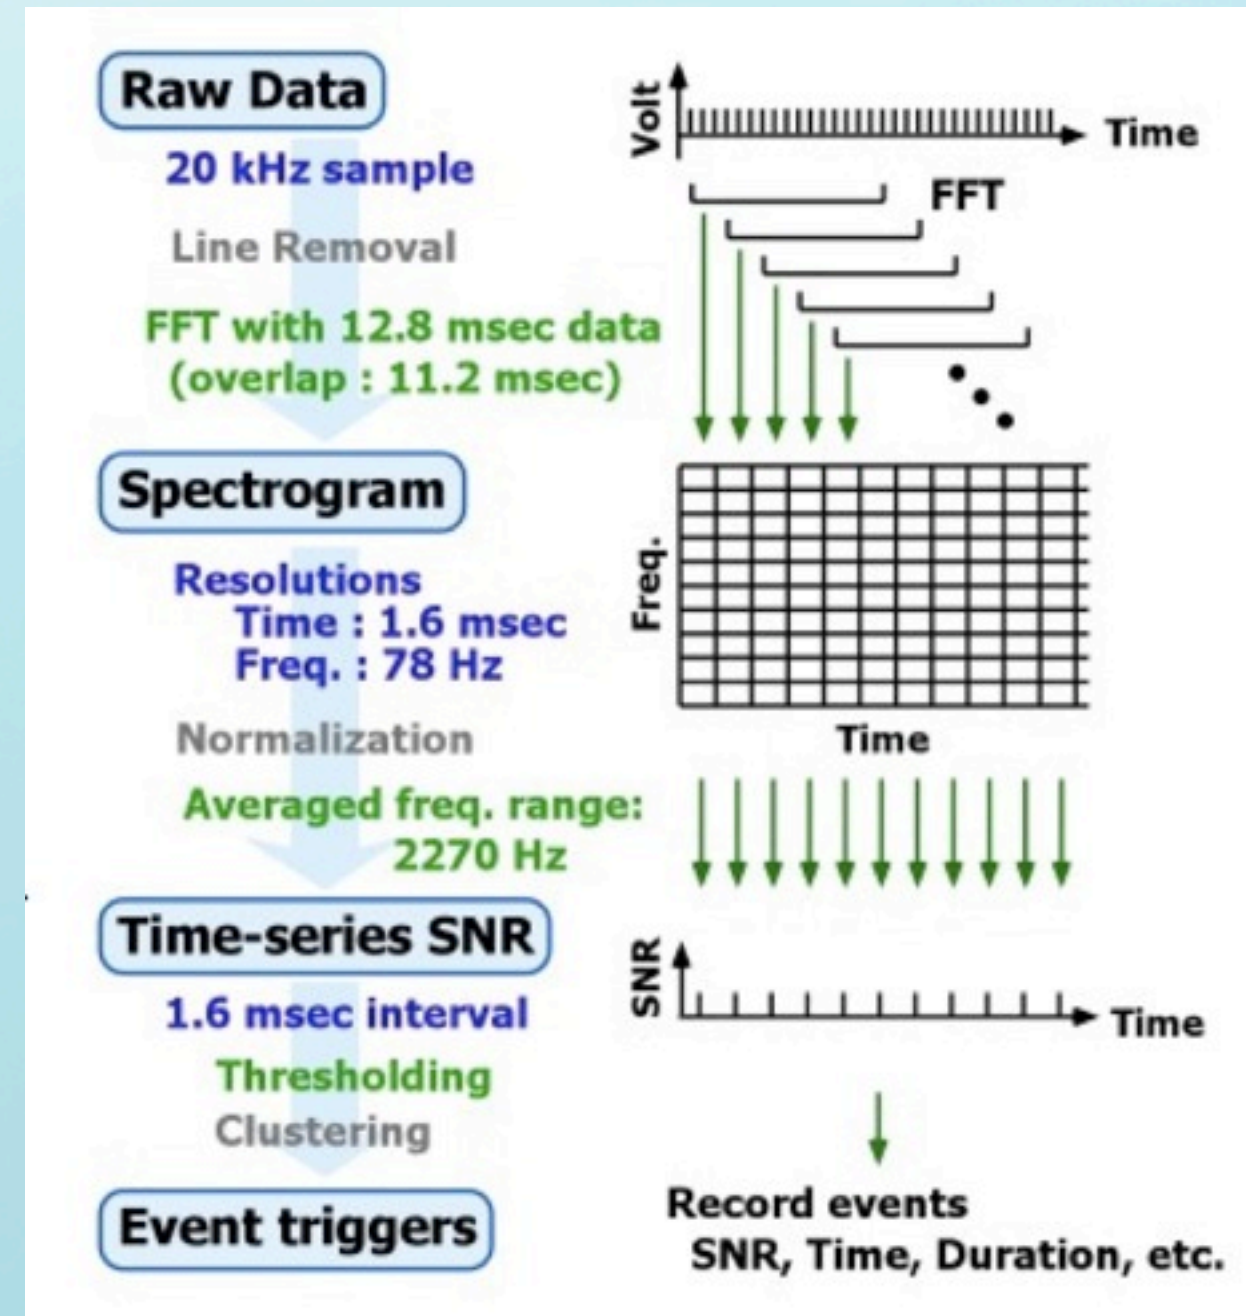 Raw Data
20 kHz sample
Line Removal
FFT with 12.8 msec data
(overlap : 11.2 msec)
Spectrogram
Resolutions
Time : 1.6 msec
Freq. : 78 Hz
Normalization
Averaged freq. range:
2270 Hz
Time-series SNR
1.6 msec interval
Thresholding
Clustering
Event triggers
Volt
Time
FFT
Freq.
Time
SNR
Time
Record events
SNR, Time, Duration, etc.